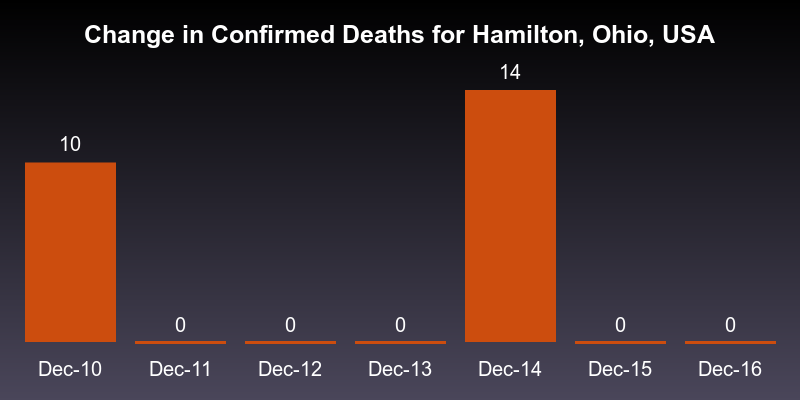 Change in Confirmed Deaths for Hamilton, Ohio, USA
14
10
0 0 0 0 0
Dec-10 Dec-11 Dec-12 Dec-13 Dec-14 Dec-15 Dec-16